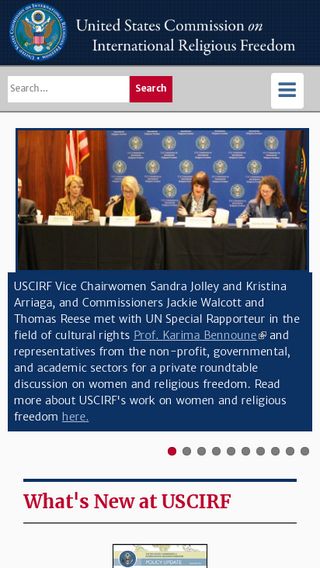 United States Commission on
International Religious Freedom
Search...
Search
USCIRF Vice Chairwomen Sandra Jolley and Kristina
Arriaga, and Commissioners Jackie Walcott and
Thomas Reese met with UN Special Rapporteur in the
field of cultural rights Prof. Karima Bennoune and
representatives from the non-profit, governmental,
and academic sectors for a private roundtable
discussion on women and religious freedom. Read
more about USCIRF's work on women and religious
freedom here.
What's New at USCIRF
POLICY UPDATE